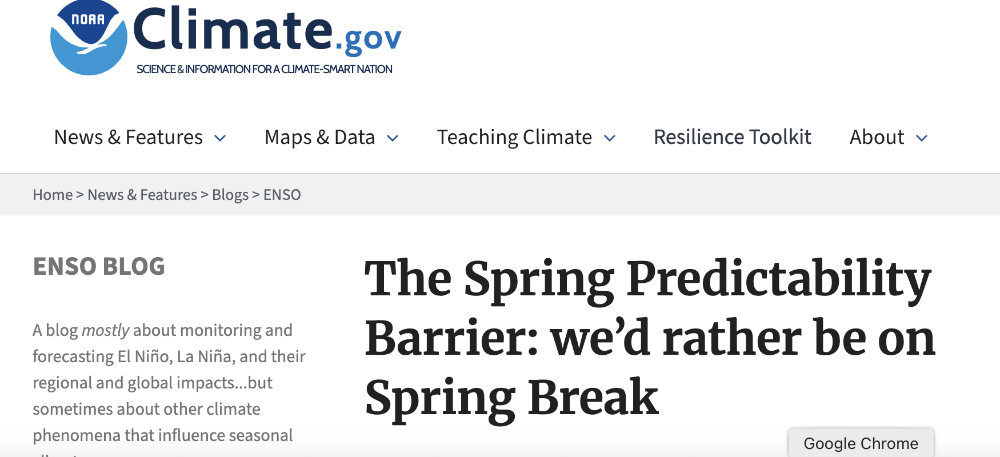 NOAA
Climate.gov
SCIENCE & INFORMATION FOR A CLIMATE-SMART NATION
News & Features
Maps & Data
Teaching Climate
Resilience Toolkit
About
Home > News & Features > Blogs > ENSO
ENSO BLOG
A blog mostly about monitoring and
forecasting El Niño, La Niña, and their
regional and global impacts...but
sometimes about other climate
phenomena that influence seasonal
The Spring Predictability
Barrier: we’d rather be on
Spring Break
Google Chrome